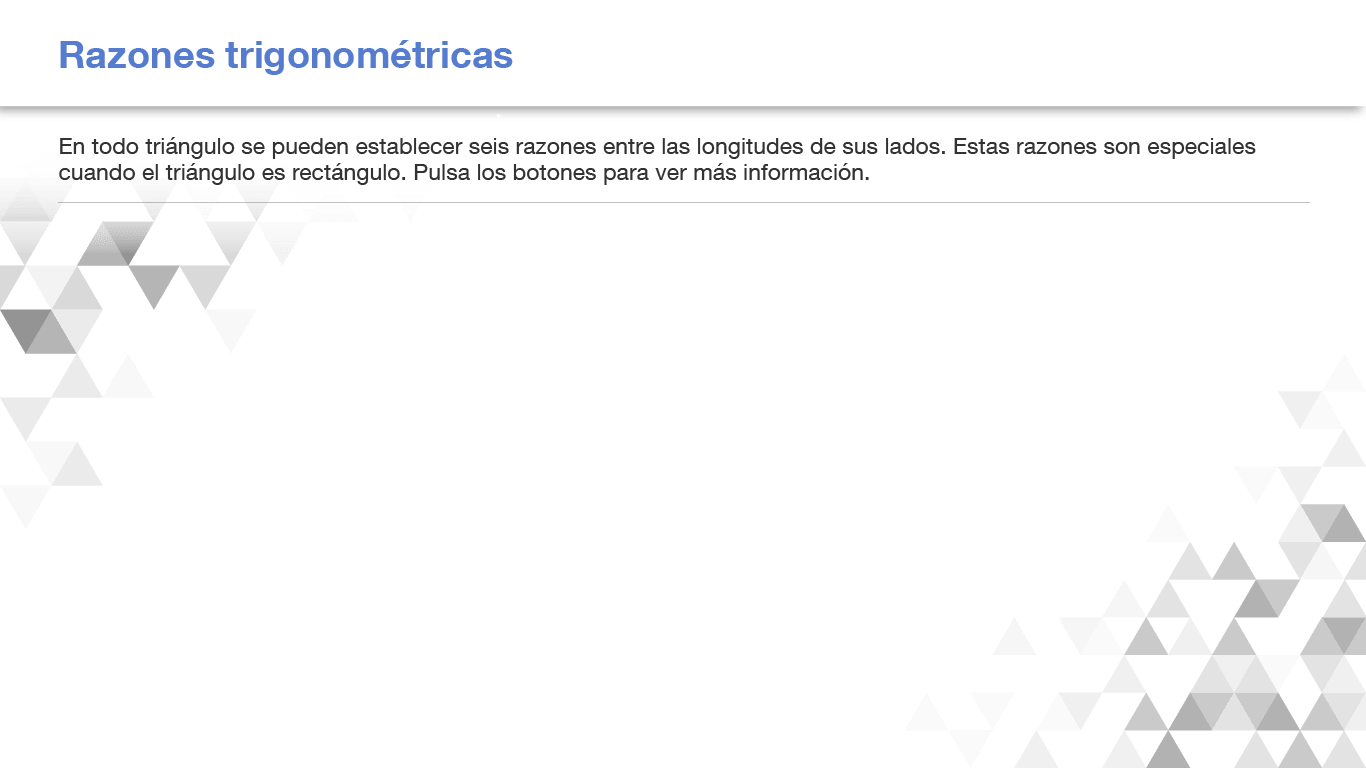 Razones trigonométricas
En todo triángulo se pueden establecer seis razones entre las longitudes de sus lados. Estas razones son especiales
cuando el triángulo es rectángulo. Pulsa los botones para ver más información.